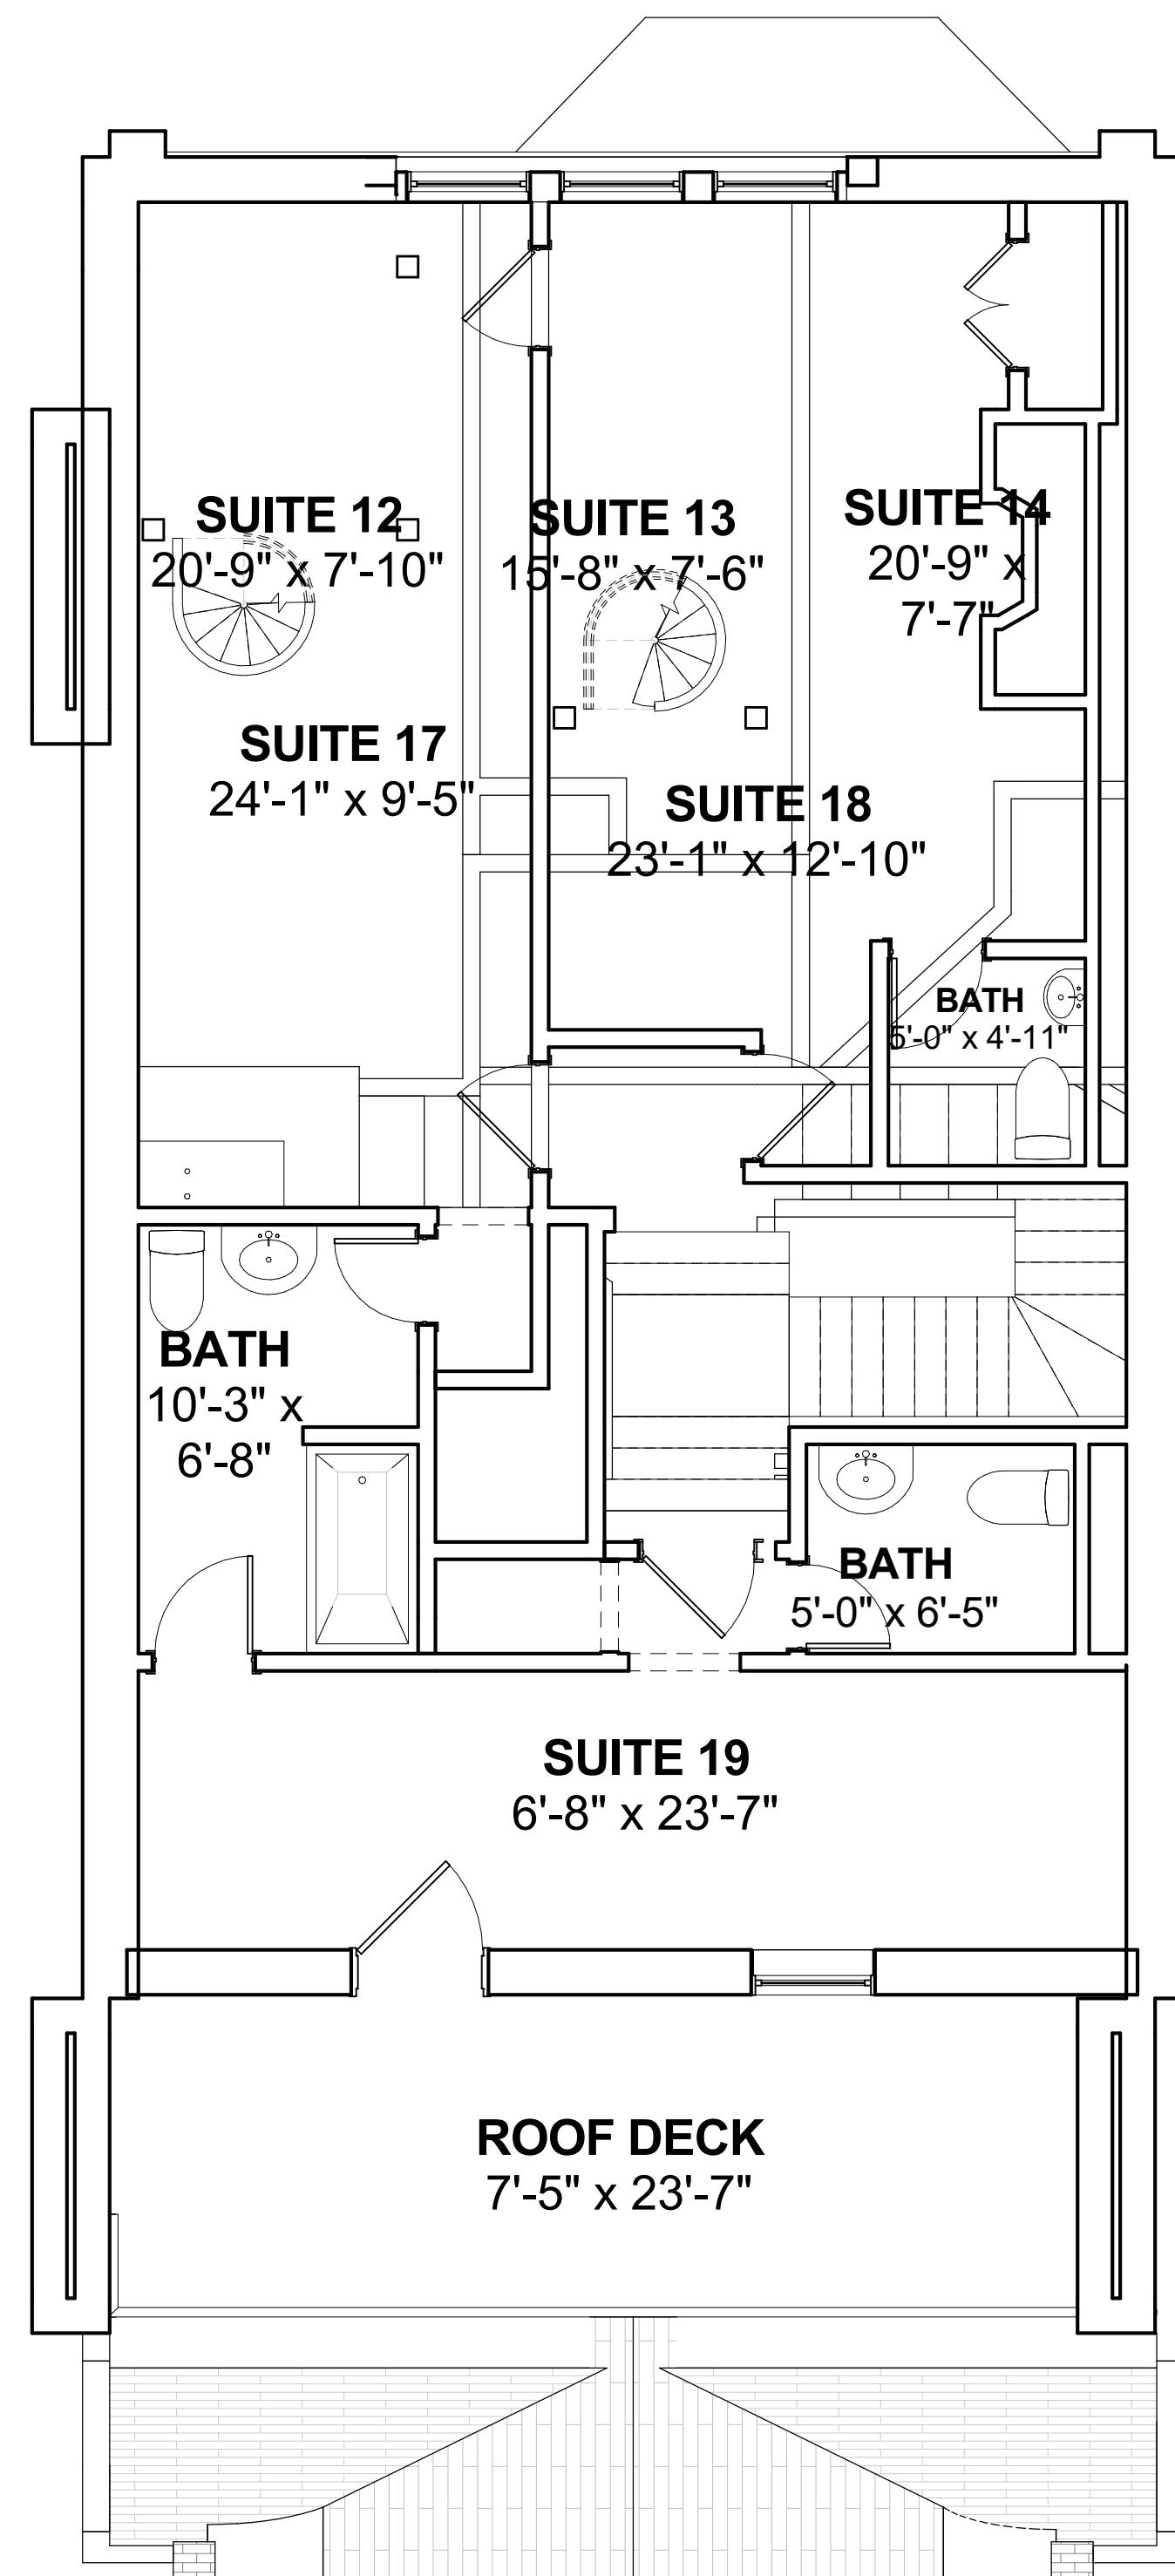 SUITE 12
20'-9" x 7'-10"
SUITE 13
15'-8" x 7'-6"
SUITE 14
20'-9" x
7'-7"
SUITE 17
24'-1" x 9'-5"
SUITE 18
23'-1" x 12'-10"
BATH
5'-0" x 4'-11"
BATH
10'-3" x
6'-8"
BATH
5'-0" x 6'-5"
SUITE 19
6'-8" x 23'-7"
ROOF DECK
7'-5" x 23'-7"